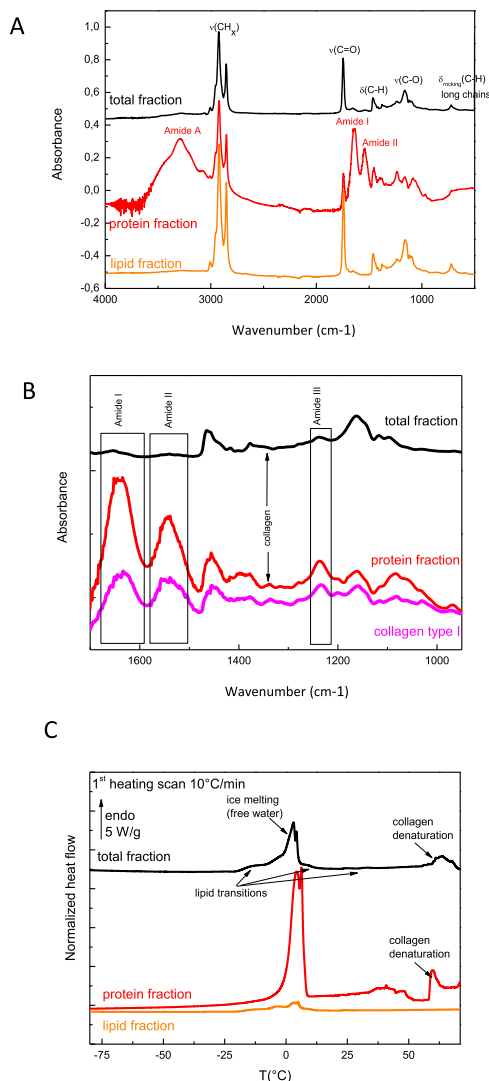 A
1,0
0,8
0,6
0,4
0,2
0,0
0,2
0,4
0,6
Absorbance
ν(CHX)
ν(C=O)
δ(C-H)
ν(C-O)
δrocking(C-H)
long chains
total fraction
Amide A
Amide I
Amide II
protein fraction
lipid fraction
4000 3000 2000 1000
Wavenumber (cm-1)
B
Amide I
Amide II
Amide III
total fraction
collagen
Absorbance
protein fraction
collagen type I
1600 1400 1200 1000
Wavenumber (cm-1)
C
1st heating scan 10°C/min
endo
5 W/g
ice melting
(free water)
collagen
denaturation
total fraction
lipid transitions
Normalized heat flow
collagen
denaturation
protein fraction
lipid fraction
-75 -50 -25 0 25 50
T(°C)